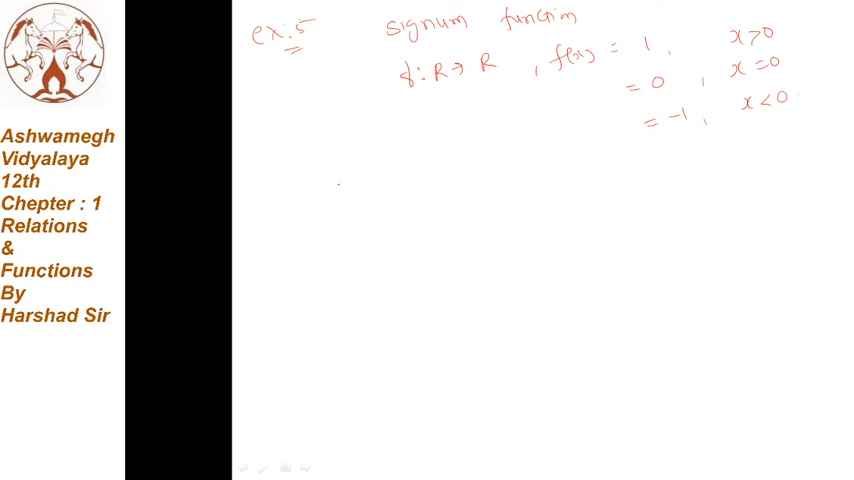 Ashwamegh
Vidyalaya
12th
Chepter : 1
Relations
&
Functions
By
Harshad Sir
ex:5 signum function
f: R → R , f(x) = 1 , x > 0
= 0 , x = 0
= -1 , x < 0